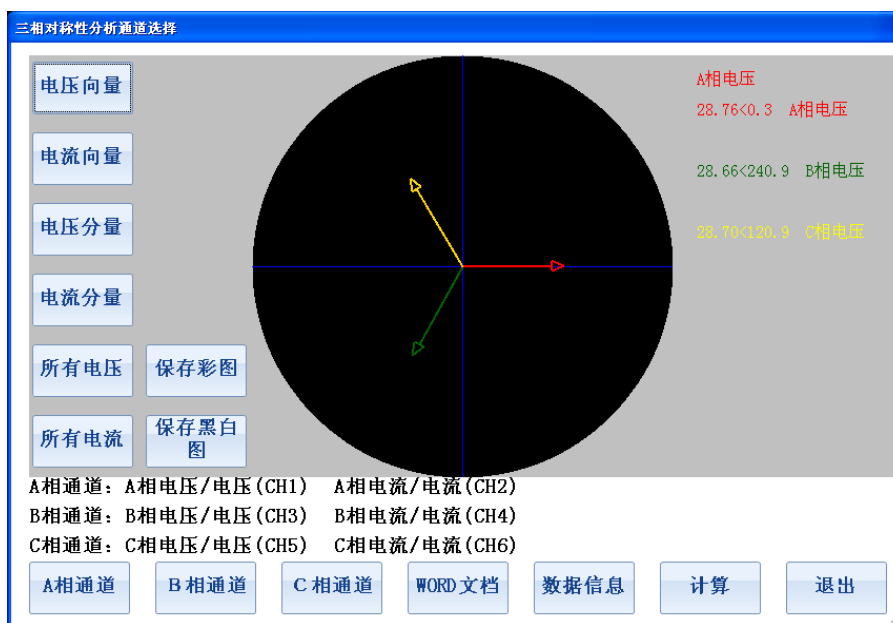 三相对称性分析通道选择
电压向量
电流向量
电压分量
电流分量
所有电压
保存彩图
所有电流
保存黑白
图
A相电压
28.76<0.3 A相电压
28.66<240.9 B相电压
28.70<120.9 C相电压
A相通道: A相电压/电压(CH1) A相电流/电流(CH2)
B相通道: B相电压/电压(CH3) B相电流/电流(CH4)
C相通道: C相电压/电压(CH5) C相电流/电流(CH6)
A相通道 B相通道 C相通道 WORD文档 数据信息 计算 退出